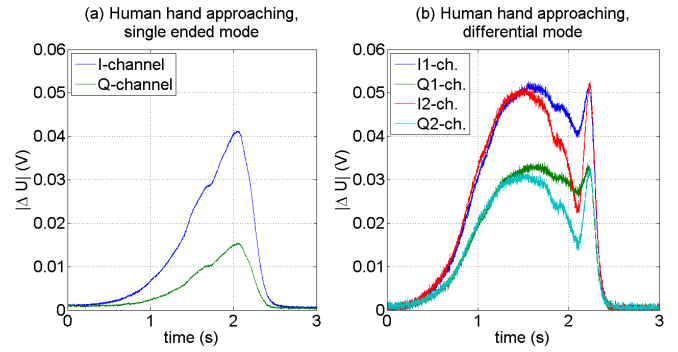 (a) Human hand approaching,
single ended mode
0.06
0.05
0.04
0.03
0.02
0.01
0
|Δ U| (V)
I-channel
Q-channel
0 1 2 3
time (s)
(b) Human hand approaching,
differential mode
0.06
0.05
0.04
0.03
0.02
0.01
0
|Δ U| (V)
I1-ch.
Q1-ch.
I2-ch.
Q2-ch.
0 1 2 3
time (s)